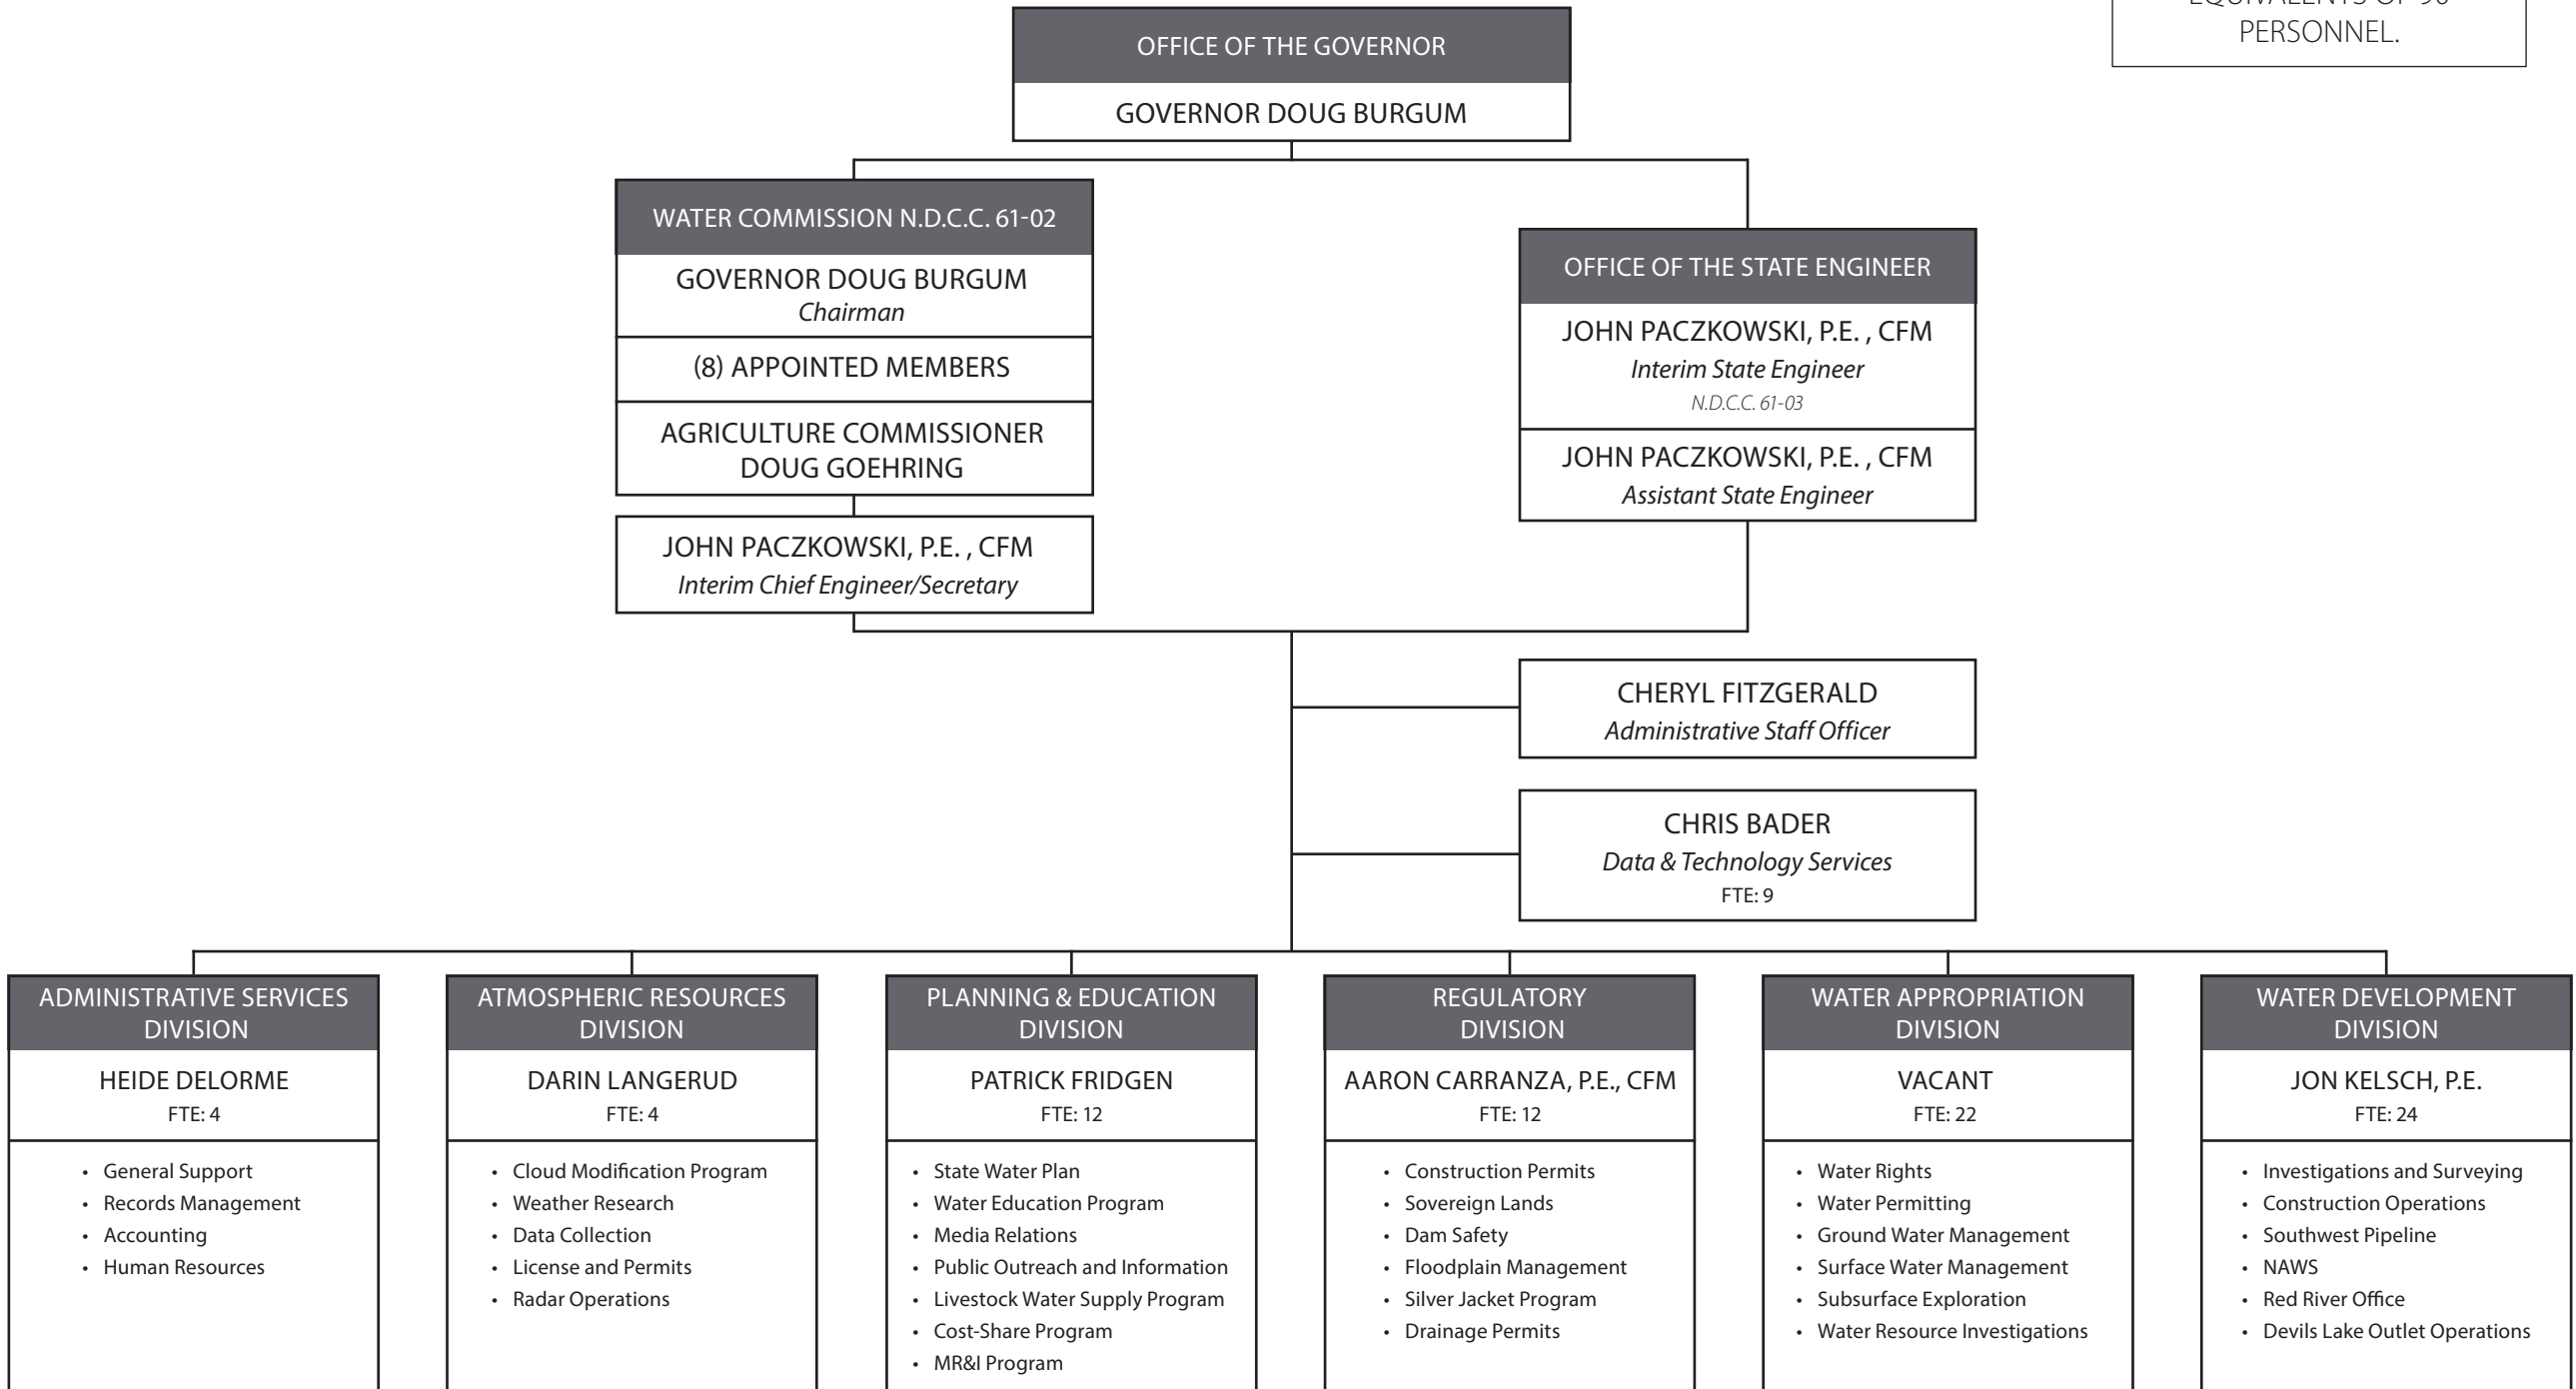 PERSONNEL.
OFFICE OF THE GOVERNOR
GOVERNOR DOUG BURGUM
WATER COMMISSION N.D.C.C. 61-02
GOVERNOR DOUG BURGUM
Chairman
(8) APPOINTED MEMBERS
AGRICULTURE COMMISSIONER
DOUG GOEHRING
JOHN PACZKOWSKI, P.E. , CFM
Interim Chief Engineer/Secretary
OFFICE OF THE STATE ENGINEER
JOHN PACZKOWSKI, P.E. , CFM
Interim State Engineer
N.D.C.C. 61-03
JOHN PACZKOWSKI, P.E. , CFM
Assistant State Engineer
CHERYL FITZGERALD
Administrative Staff Officer
CHRIS BADER
Data & Technology Services
FTE: 9
ADMINISTRATIVE SERVICES
DIVISION
HEIDE DELORME
FTE: 4
• General Support
• Records Management
• Accounting
• Human Resources
ATMOSPHERIC RESOURCES
DIVISION
DARIN LANGERUD
FTE: 4
• Cloud Modification Program
• Weather Research
• Data Collection
• License and Permits
• Radar Operations
PLANNING & EDUCATION
DIVISION
PATRICK FRIDGEN
FTE: 12
• State Water Plan
• Water Education Program
• Media Relations
• Public Outreach and Information
• Livestock Water Supply Program
• Cost-Share Program
• MR&I Program
REGULATORY
DIVISION
AARON CARRANZA, P.E., CFM
FTE: 12
• Construction Permits
• Sovereign Lands
• Dam Safety
• Floodplain Management
• Silver Jacket Program
• Drainage Permits
WATER APPROPRIATION
DIVISION
VACANT
FTE: 22
• Water Rights
• Water Permitting
• Ground Water Management
• Surface Water Management
• Subsurface Exploration
• Water Resource Investigations
WATER DEVELOPMENT
DIVISION
JON KELSCH, P.E.
FTE: 24
• Investigations and Surveying
• Construction Operations
• Southwest Pipeline
• NAWS
• Red River Office
• Devils Lake Outlet Operations